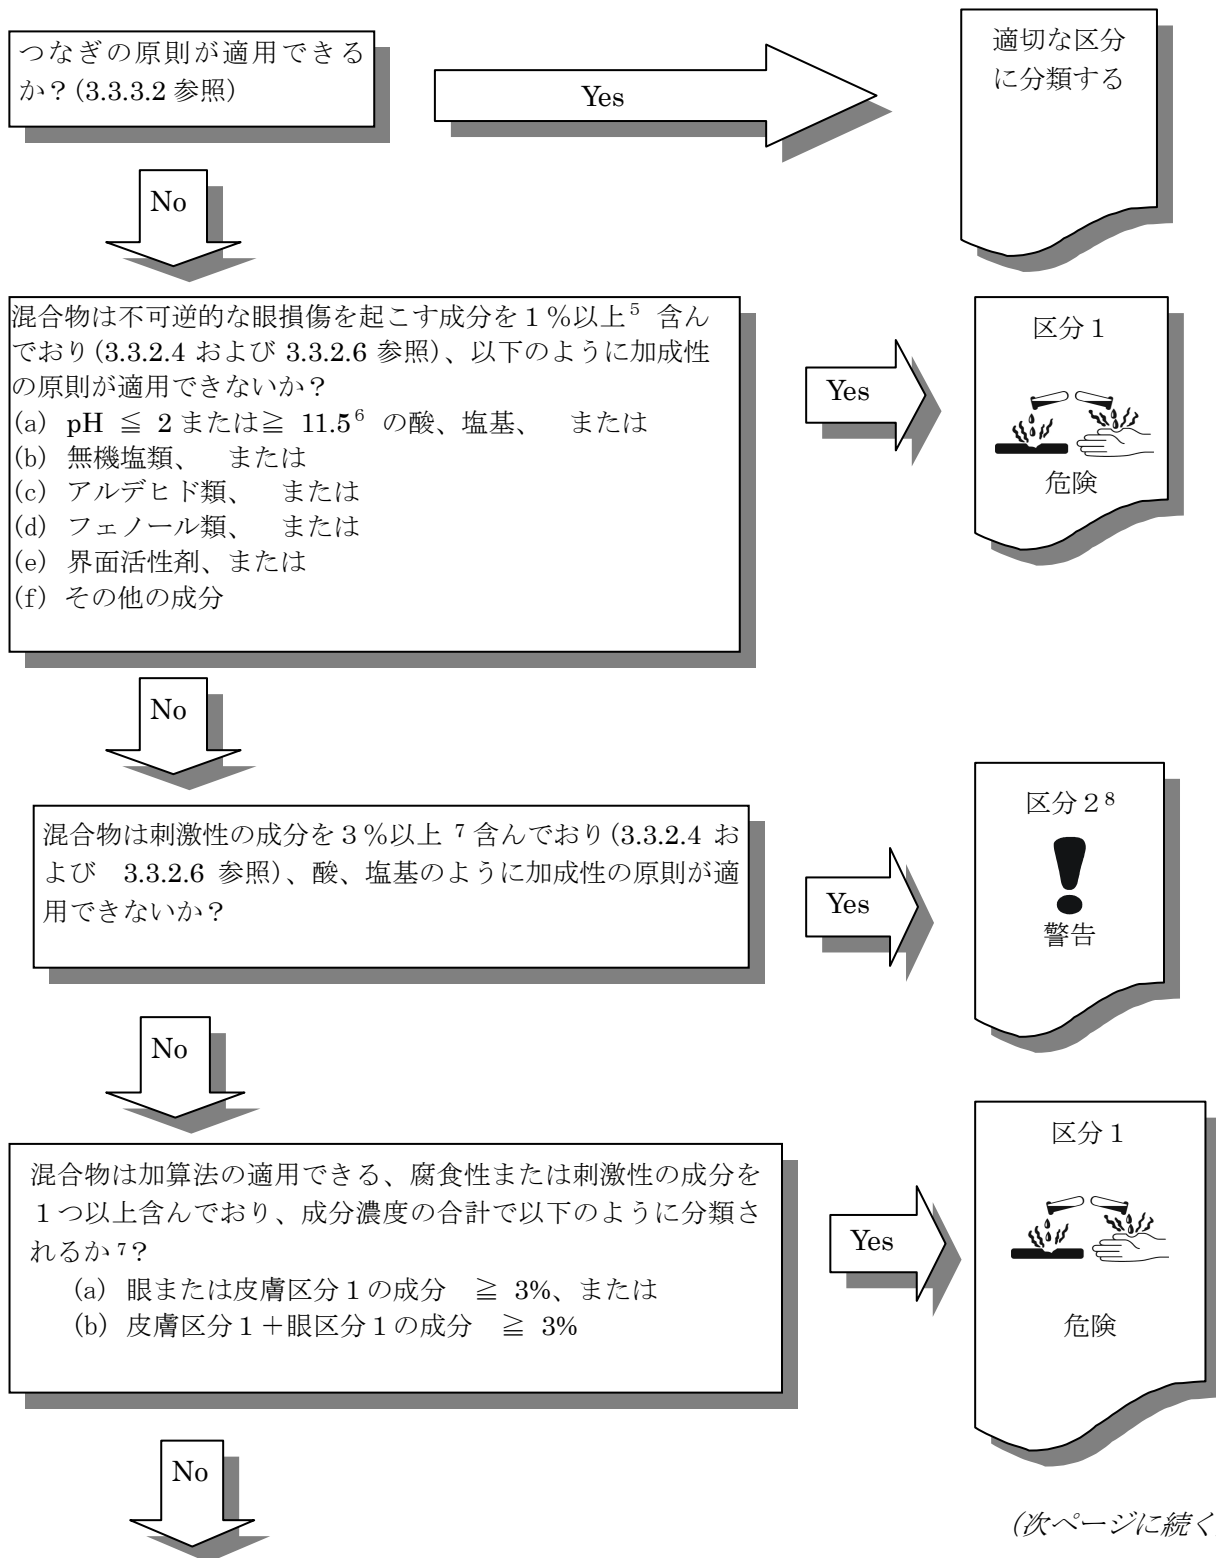 つなぎの原則が適用できる
か？(3.3.3.2 参照)
Yes
適切な区分
に分類する
No
混合物は不可逆的な眼損傷を起こす成分を１％以上⁵ 含ん
でおり(3.3.2.4 および 3.3.2.6 参照)、以下のように加成性
の原則が適用できないか？
(a) pH ≦ 2 または≧ 11.5⁶ の酸、塩基、　または
(b) 無機塩類、　または
(c) アルデヒド類、　または
(d) フェノール類、　または
(e) 界面活性剤、または
(f) その他の成分
Yes
区分１
危険
No
混合物は刺激性の成分を３％以上 ⁷ 含んでおり(3.3.2.4 お
よび　3.3.2.6 参照)、酸、塩基のように加成性の原則が適
用できないか？
Yes
区分２⁸
警告
No
混合物は加算法の適用できる、腐食性または刺激性の成分を
１つ以上含んでおり、成分濃度の合計で以下のように分類さ
れるか ⁷?
(a) 眼または皮膚区分１の成分　≧ 3%、または
(b) 皮膚区分１＋眼区分１の成分　≧ 3%
Yes
区分１
危険
No
(次ページに続く